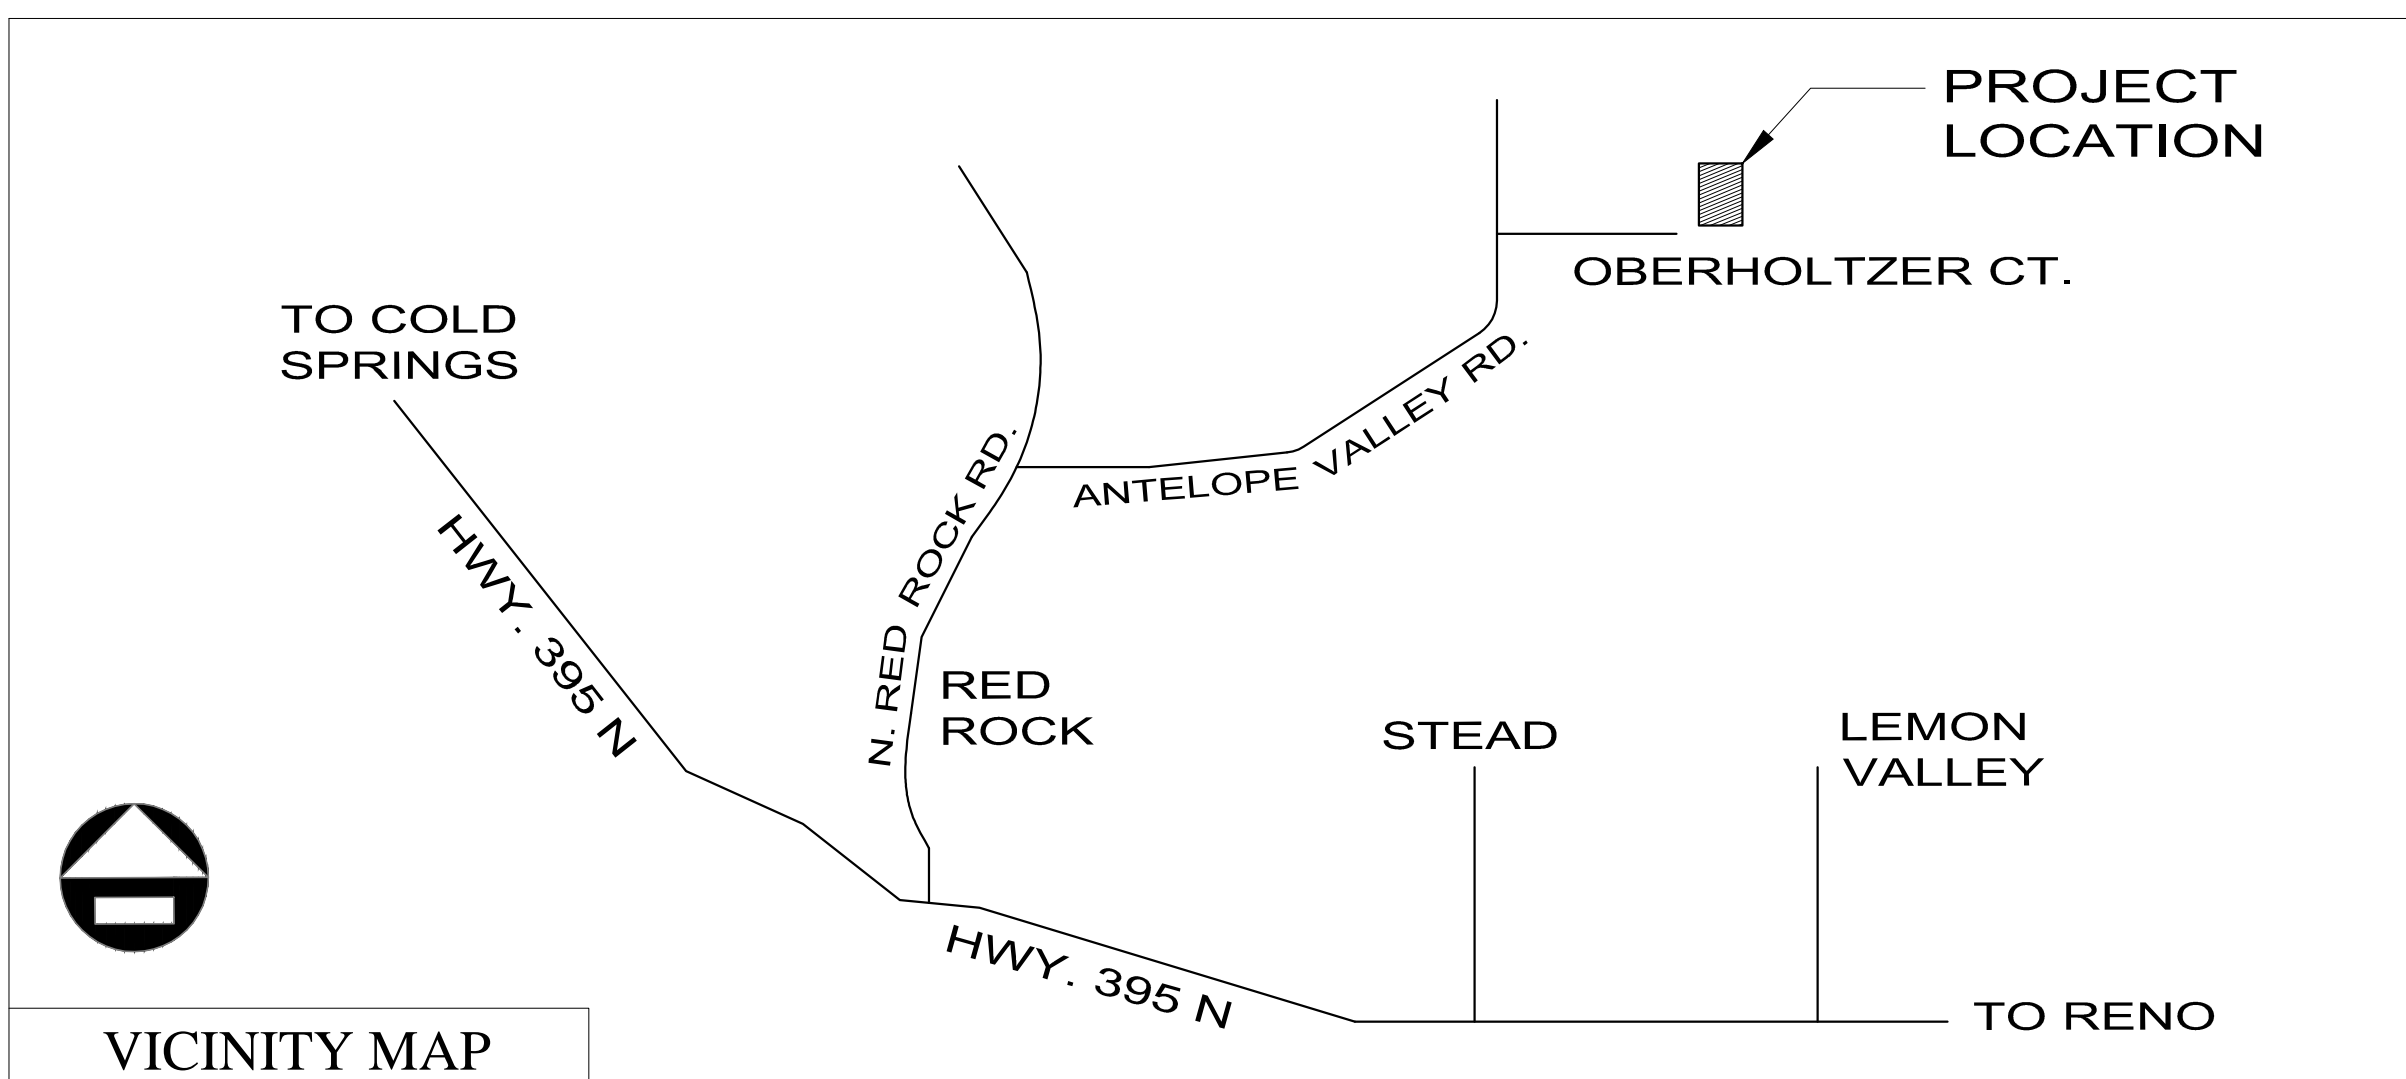 PROJECT
LOCATION
OBERHOLTZER CT.
TO COLD
SPRINGS
ANTELOPE VALLEY RD.
N. RED ROCK RD.
HWY. 395 N
RED
ROCK
STEAD
LEMON
VALLEY
HWY. 395 N
TO RENO
VICINITY MAP